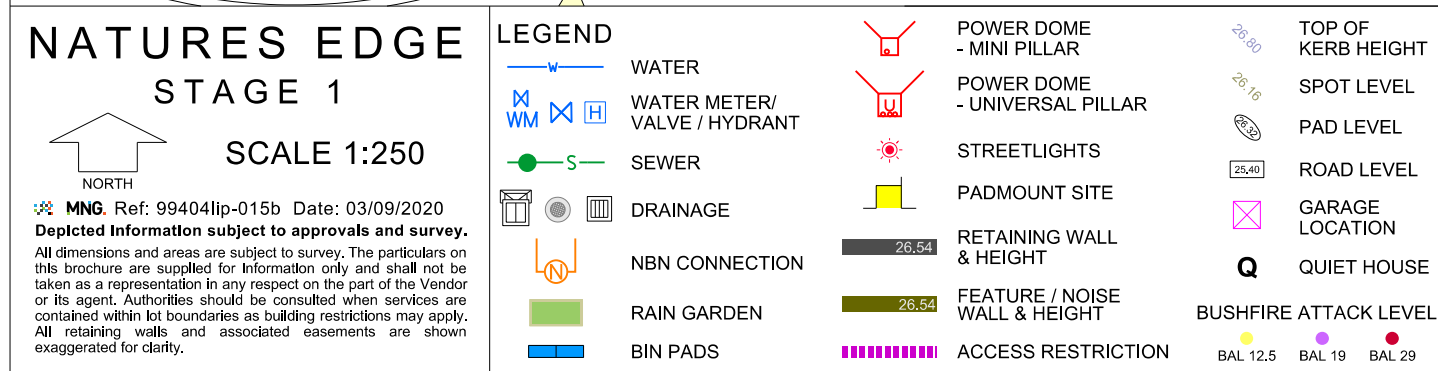 NATURES EDGE
STAGE 1
SCALE 1:250
NORTH
MNG. Ref: 99404lip-015b Date: 03/09/2020
Depicted Information subject to approvals and survey.
All dimensions and areas are subject to survey. The particulars on
this brochure are supplied for Information only and shall not be
taken as a representation in any respect on the part of the Vendor
or its agent. Authorities should be consulted when services are
contained within lot boundaries as building restrictions may apply.
All retaining walls and associated easements are shown
exaggerated for clarity.
LEGEND
W
WATER
WM H
WATER METER/
VALVE / HYDRANT
S
SEWER
DRAINAGE
N
NBN CONNECTION
RAIN GARDEN
BIN PADS
POWER DOME
- MINI PILLAR
U
POWER DOME
- UNIVERSAL PILLAR
STREETLIGHTS
PADMOUNT SITE
26.54
RETAINING WALL
& HEIGHT
26.54
FEATURE / NOISE
WALL & HEIGHT
ACCESS RESTRICTION
26.80
TOP OF
KERB HEIGHT
26.16
SPOT LEVEL
26.32
PAD LEVEL
25.40
ROAD LEVEL
GARAGE
LOCATION
Q
QUIET HOUSE
BUSHFIRE ATTACK LEVEL
BAL 12.5 BAL 19 BAL 29